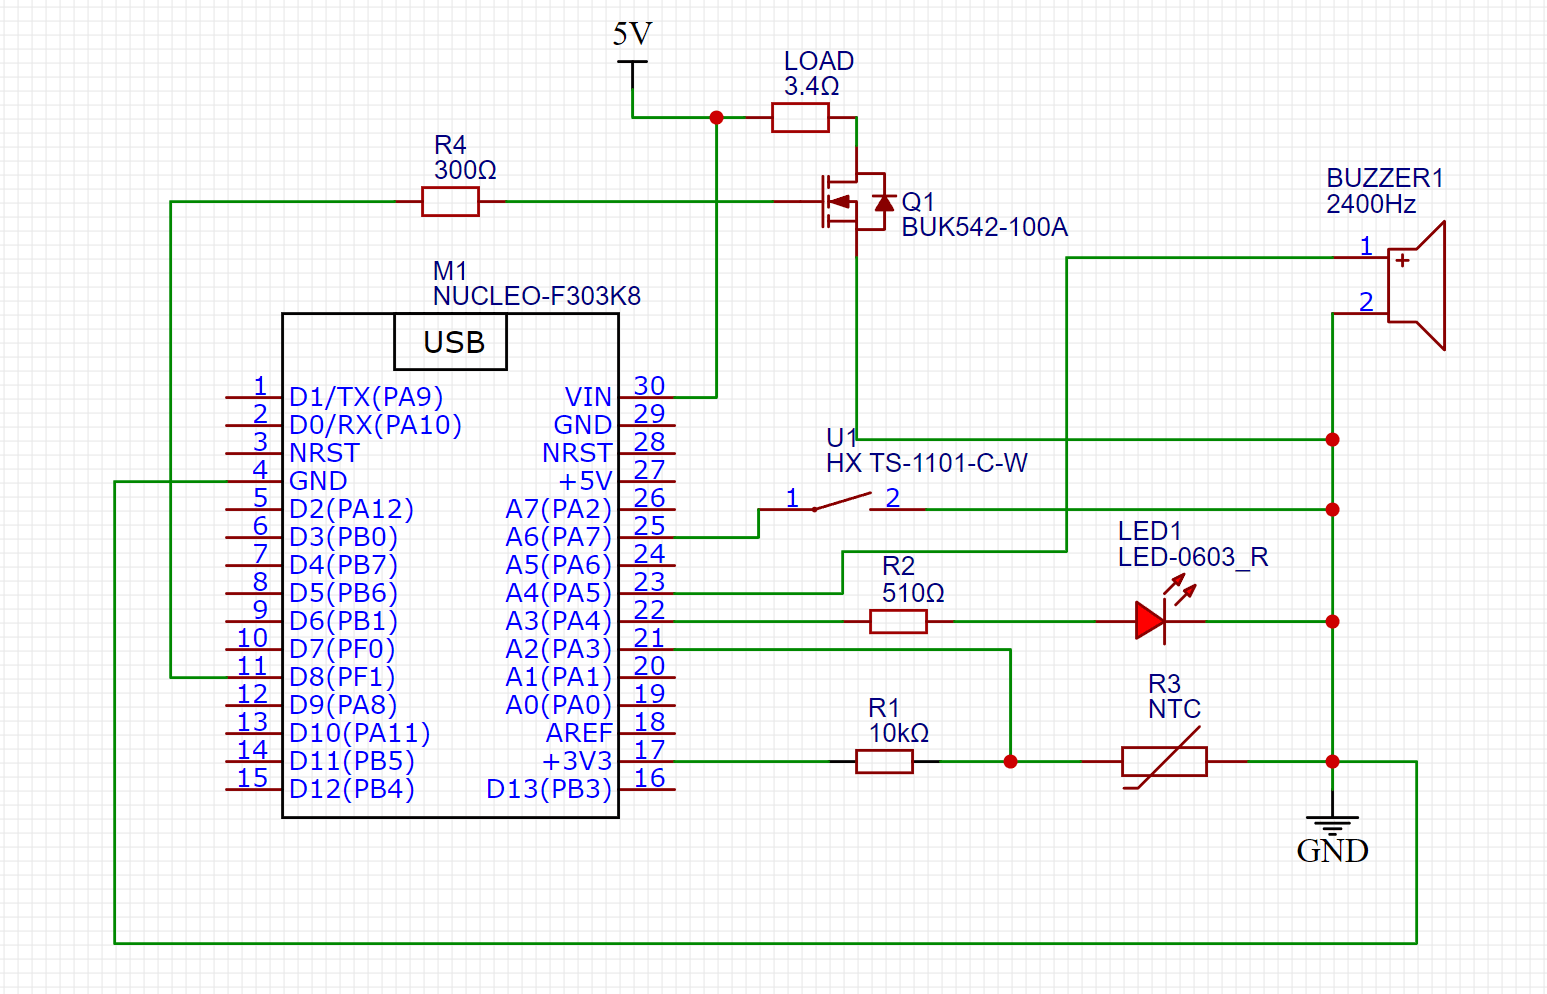 5V
LOAD
3.4Ω
R4
300Ω
Q1
BUK542-100A
BUZZER1
2400Hz
1
+
2
M1
NUCLEO-F303K8
USB
1 D1/TX(PA9) VIN 30
2 D0/RX(PA10) GND 29
3 NRST NRST 28
4 GND +5V 27
5 D2(PA12) A7(PA2) 26
6 D3(PB0) A6(PA7) 25
7 D4(PB7) A5(PA6) 24
8 D5(PB6) A4(PA5) 23
9 D6(PB1) A3(PA4) 22
10 D7(PF0) A2(PA3) 21
11 D8(PF1) A1(PA1) 20
12 D9(PA8) A0(PA0) 19
13 D10(PA11) AREF 18
14 D11(PB5) +3V3 17
15 D12(PB4) D13(PB3) 16
U1
HX TS-1101-C-W
1 2
LED1
LED-0603_R
R2
510Ω
R3
NTC
R1
10kΩ
GND